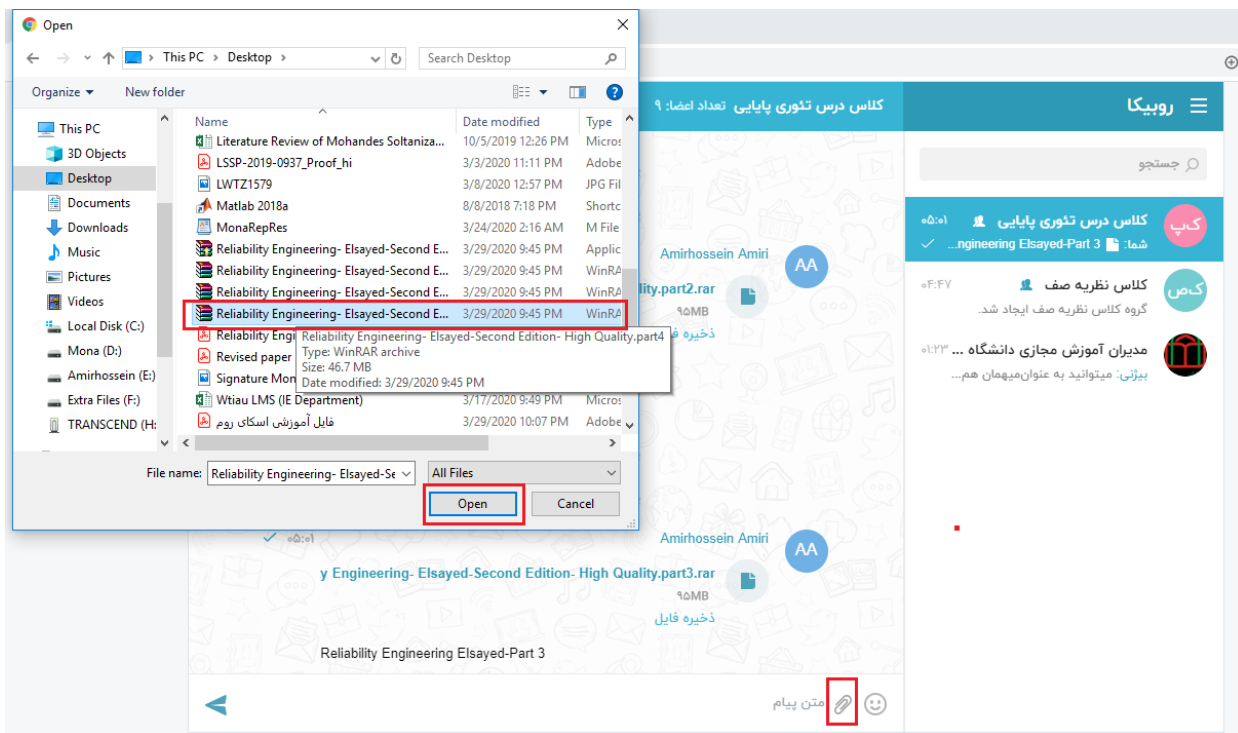 Open
This PC > Desktop >
Search Desktop
Organize
New folder
This PC
3D Objects
Desktop
Documents
Downloads
Music
Pictures
Videos
Local Disk (C:)
Mona (D:)
Amirhossein (E:)
Extra Files (F:)
TRANSCEND (H:
Name Date modified Type
Literature Review of Mohandes Soltaniza... 10/5/2019 12:26 PM Micros
LSSP-2019-0937_Proof_hi 3/3/2020 11:11 PM Adobe
LWTZ1579 3/8/2020 12:57 PM JPG Fil
Matlab 2018a 8/8/2018 7:18 PM Shortc
MonaRepRes 3/24/2020 2:16 AM M File
Reliability Engineering- Elsayed-Second E... 3/29/2020 9:45 PM Applic
Reliability Engineering- Elsayed-Second E... 3/29/2020 9:45 PM WinRA
Reliability Engineering- Elsayed-Second E... 3/29/2020 9:45 PM WinRA
Reliability Engineering- Elsayed-Second E... 3/29/2020 9:45 PM WinRA
Reliability Engi
Revised paper
Signature Mon
Wtiau LMS (IE Department) 3/17/2020 9:49 PM Micros
فایل آموزشی اسکای روم 3/29/2020 10:07 PM Adobe
Reliability Engineering- Elsayed-Second Edition- High Quality.part4
Type: WinRAR archive
Size: 46.7 MB
Date modified: 3/29/2020 9:45 PM
File name: Reliability Engineering- Elsayed-Se
All Files
Open
Cancel
کلاس درس تئوری پایایی تعداد اعضا: ۹
Amirhossein Amiri
AA
lity.part2.rar
۹۵MB
ذخیره ف
Amirhossein Amiri
۰۵:۰۱
AA
y Engineering- Elsayed-Second Edition- High Quality.part3.rar
۹۵MB
ذخیره فایل
Reliability Engineering Elsayed-Part 3
متن پیام
روبیکا
جستجو
کپ
کلاس درس تئوری پایایی ۰۵:۰۱
شما: ngineering Elsayed-Part 3...
کص
کلاس نظریه صف ۰۴:۴۷
گروه کلاس نظریه صف ایجاد شد.
مدیران آموزش مجازی دانشگاه ... ۰۱:۲۳
بیژنی: میتوانید به عنوان‌میهمان هم...